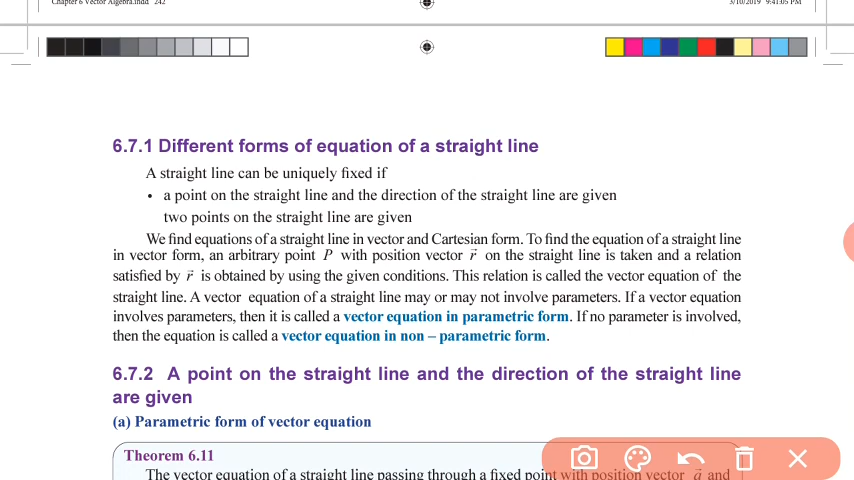 Chapter 6 Vector Algebra.indd 242
3/10/2019 9:41:05 PM
6.7.1 Different forms of equation of a straight line
A straight line can be uniquely fixed if
• a point on the straight line and the direction of the straight line are given
two points on the straight line are given
We find equations of a straight line in vector and Cartesian form. To find the equation of a straight line
in vector form, an arbitrary point P with position vector r⃗ on the straight line is taken and a relation
satisfied by r⃗ is obtained by using the given conditions. This relation is called the vector equation of the
straight line. A vector equation of a straight line may or may not involve parameters. If a vector equation
involves parameters, then it is called a vector equation in parametric form. If no parameter is involved,
then the equation is called a vector equation in non – parametric form.
6.7.2 A point on the straight line and the direction of the straight line
are given
(a) Parametric form of vector equation
Theorem 6.11
The vector equation of a straight line passing through a fixed point with position vector a⃗ and